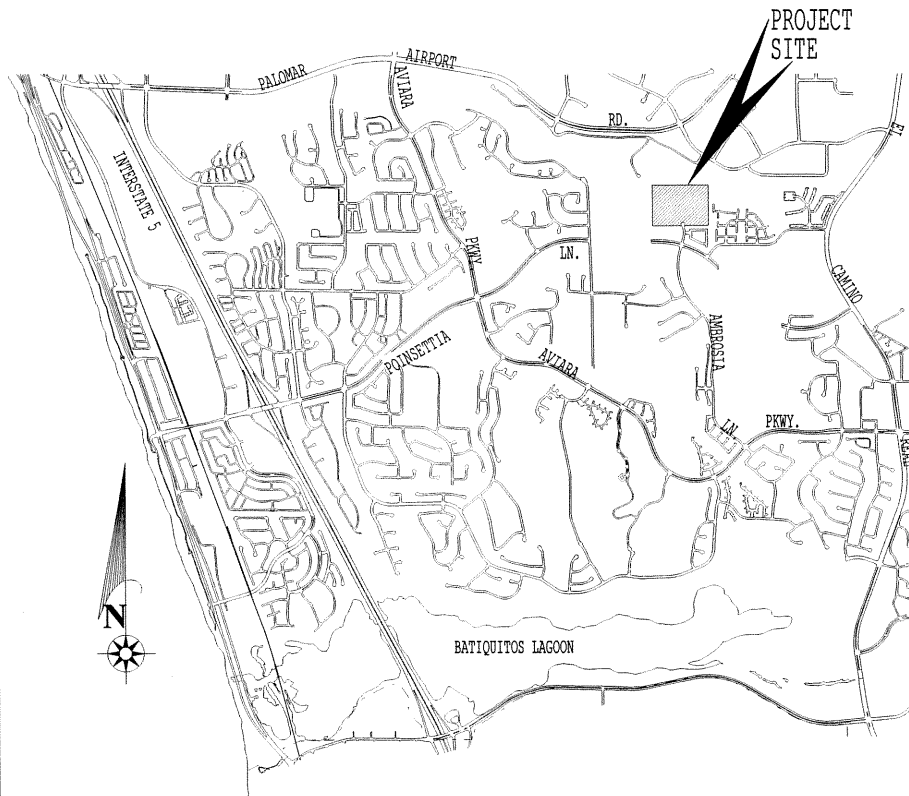 PROJECT
SITE
PALOMAR
AIRPORT
RD.
AVIARA
PKWY
INTERSTATE 5
EL
CAMINO
REAL
LN.
POINSETTIA
AVIARA
PKWY.
AMBROSIA
LN
N
BATIQUITOS LAGOON